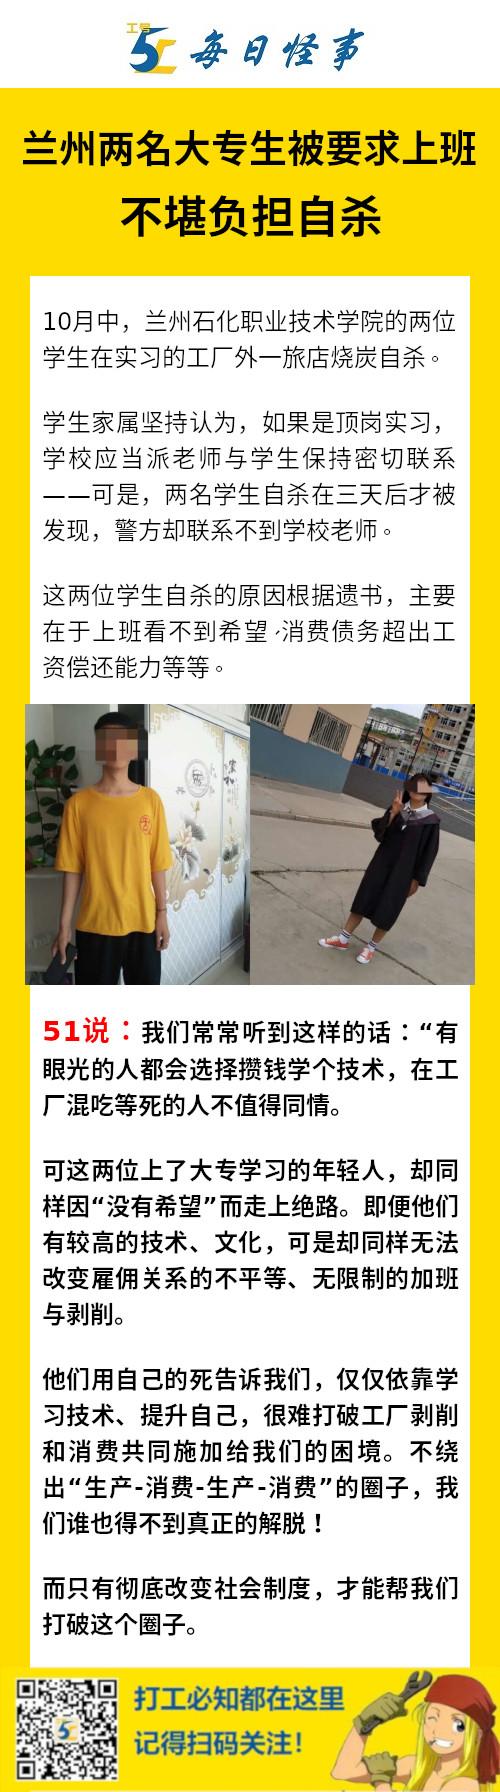 工号
51
每日怪事
兰州两名大专生被要求上班
不堪负担自杀
10月中，兰州石化职业技术学院的两位
学生在实习的工厂外一旅店烧炭自杀。
学生家属坚持认为，如果是顶岗实习，
学校应当派老师与学生保持密切联系
——可是，两名学生自杀在三天后才被
发现，警方却联系不到学校老师。
这两位学生自杀的原因根据遗书，主要
在于上班看不到希望，消费债务超出工
资偿还能力等等。
51说：我们常常听到这样的话：“有
眼光的人都会选择攒钱学个技术，在工
厂混吃等死的人不值得同情。
可这两位上了大专学习的年轻人，却同
样因“没有希望”而走上绝路。即便他们
有较高的技术、文化，可是却同样无法
改变雇佣关系的不平等、无限制的加班
与剥削。
他们用自己的死告诉我们，仅仅依靠学
习技术、提升自己，很难打破工厂剥削
和消费共同施加给我们的困境。不绕
出“生产-消费-生产-消费”的圈子，我
们谁也得不到真正的解脱！
而只有彻底改变社会制度，才能帮我们
打破这个圈子。
打工必知都在这里
记得扫码关注！